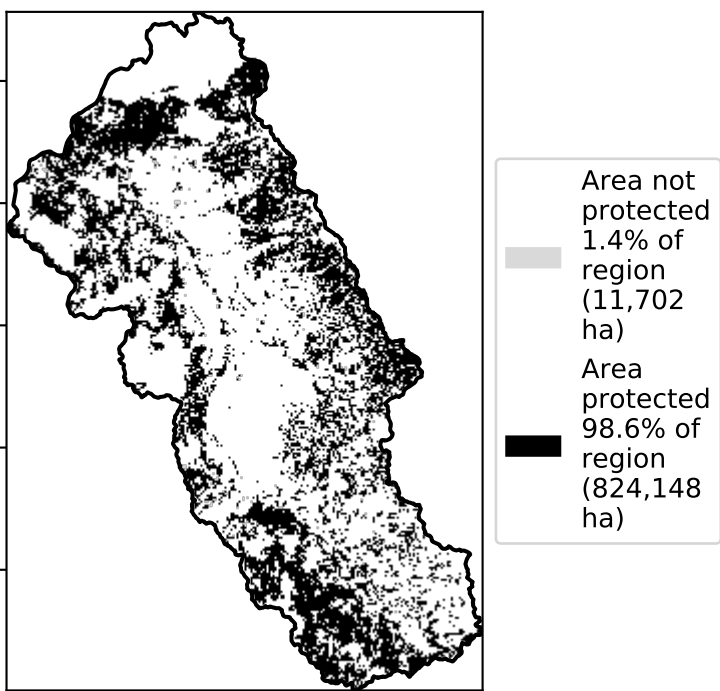 Area not
protected
1.4% of
region
(11,702
ha)
Area
protected
98.6% of
region
(824,148
ha)